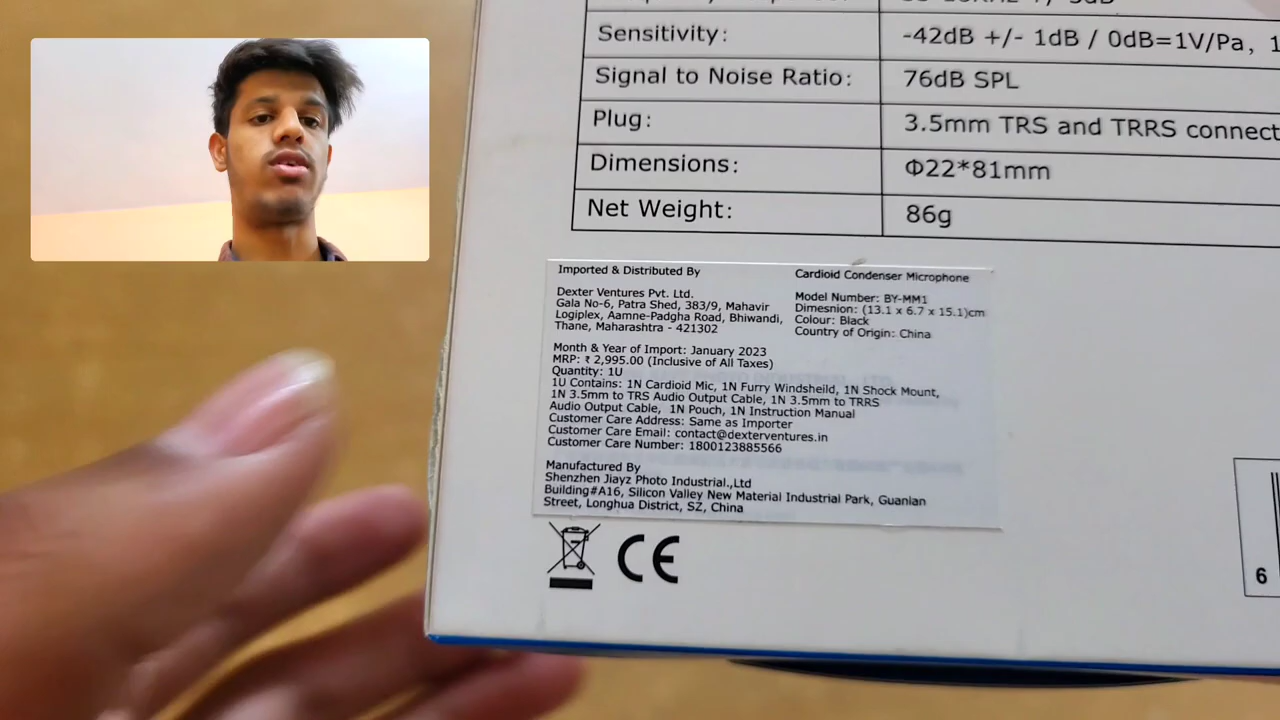 Sensitivity: -42dB +/- 1dB / 0dB=1V/Pa, 1
Signal to Noise Ratio: 76dB SPL
Plug: 3.5mm TRS and TRRS connect
Dimensions: Φ22*81mm
Net Weight: 86g
Imported & Distributed By
Dexter Ventures Pvt. Ltd.
Gala No-6, Patra Shed, 383/9, Mahavir
Logiplex, Aamne-Padgha Road, Bhiwandi,
Thane, Maharashtra - 421302
Cardioid Condenser Microphone
Model Number: BY-MM1
Dimesnion: (13.1 x 6.7 x 15.1)cm
Colour: Black
Country of Origin: China
Month & Year of Import: January 2023
MRP: ₹ 2,995.00 (Inclusive of All Taxes)
Quantity: 1U
1U Contains: 1N Cardioid Mic, 1N Furry Windsheild, 1N Shock Mount,
1N 3.5mm to TRS Audio Output Cable, 1N 3.5mm to TRRS
Audio Output Cable, 1N Pouch, 1N Instruction Manual
Customer Care Address: Same as Importer
Customer Care Email: contact@dexterventures.in
Customer Care Number: 1800123885566
Manufactured By
Shenzhen Jiayz Photo Industrial.,Ltd
Building#A16, Silicon Valley New Material Industrial Park, Guanlan
Street, Longhua District, SZ, China
CE
6